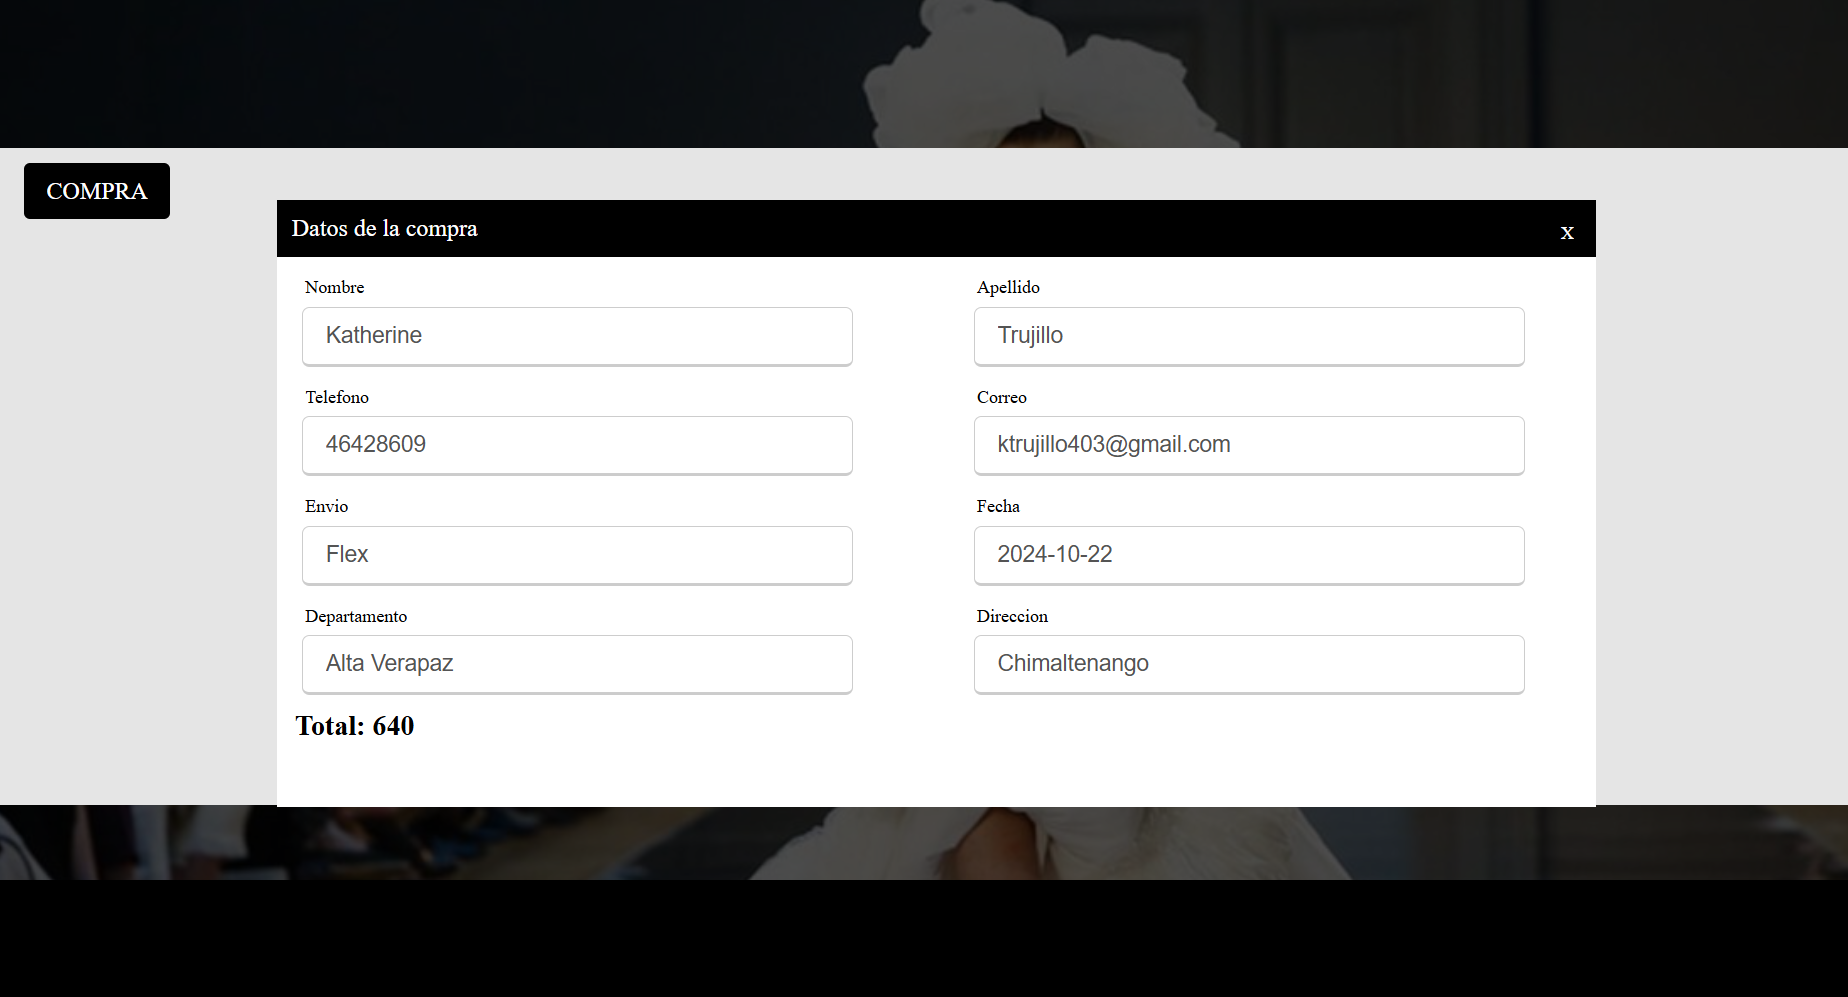 COMPRA
Datos de la compra
x
Nombre
Apellido
Katherine
Trujillo
Telefono
Correo
46428609
ktrujillo403@gmail.com
Envio
Fecha
Flex
2024-10-22
Departamento
Direccion
Alta Verapaz
Chimaltenango
Total: 640